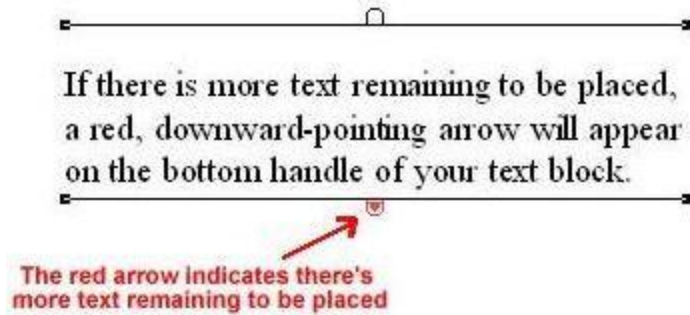 If there is more text remaining to be placed,
a red, downward-pointing arrow will appear
on the bottom handle of your text block.
The red arrow indicates there's
more text remaining to be placed